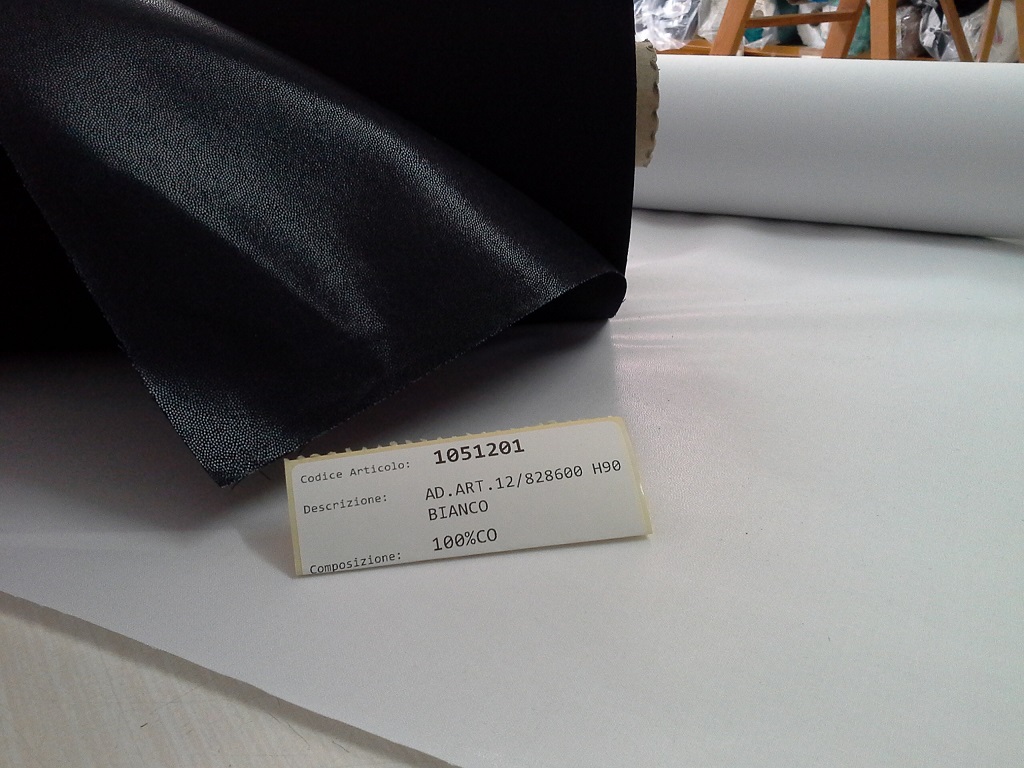 Codice Articolo: 1051201
Descrizione: AD.ART.12/828600 H90
BIANCO
Composizione: 100%CO